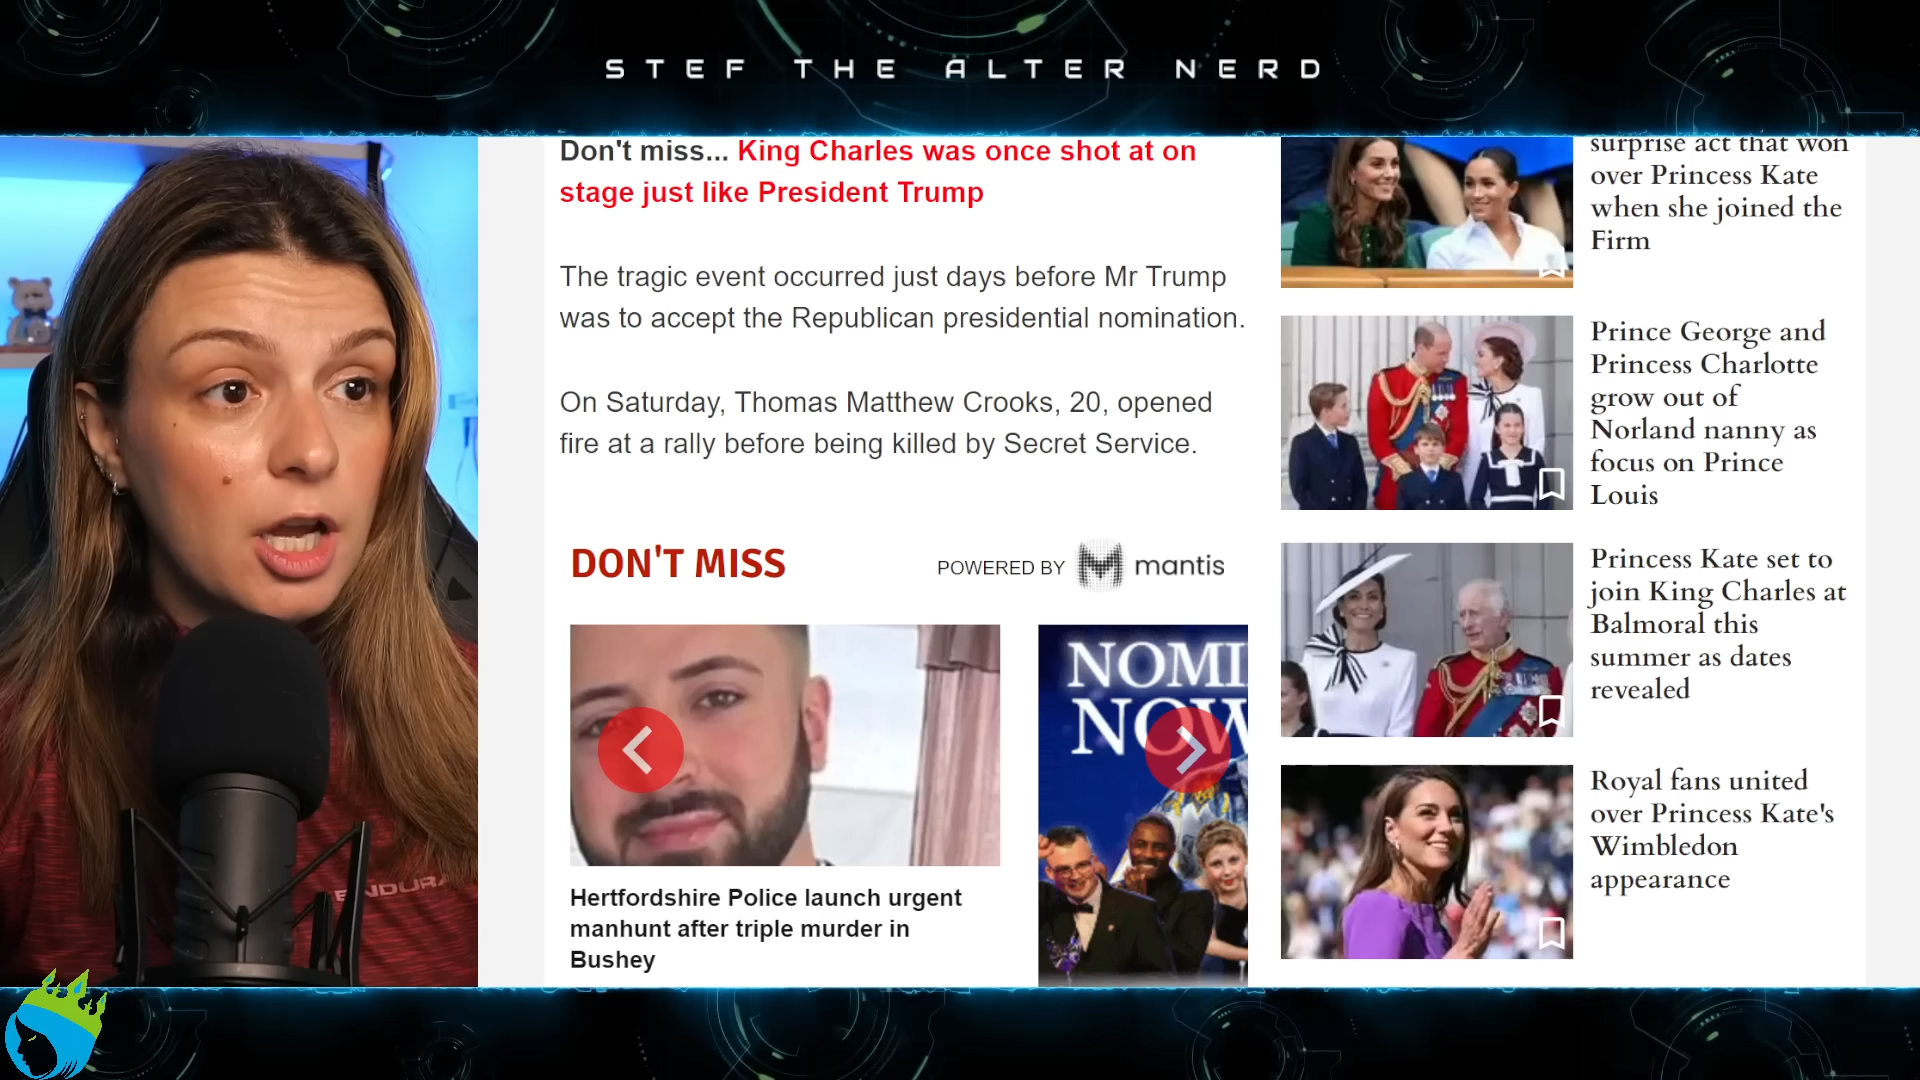 STEF THE ALTER NERD
Don't miss... King Charles was once shot at on
stage just like President Trump
The tragic event occurred just days before Mr Trump
was to accept the Republican presidential nomination.
On Saturday, Thomas Matthew Crooks, 20, opened
fire at a rally before being killed by Secret Service.
DON'T MISS
POWERED BY mantis
NOMI
NOW
Hertfordshire Police launch urgent
manhunt after triple murder in
Bushey
surprise act that won
over Princess Kate
when she joined the
Firm
Prince George and
Princess Charlotte
grow out of
Norland nanny as
focus on Prince
Louis
Princess Kate set to
join King Charles at
Balmoral this
summer as dates
revealed
Royal fans united
over Princess Kate's
Wimbledon
appearance
ENDURA